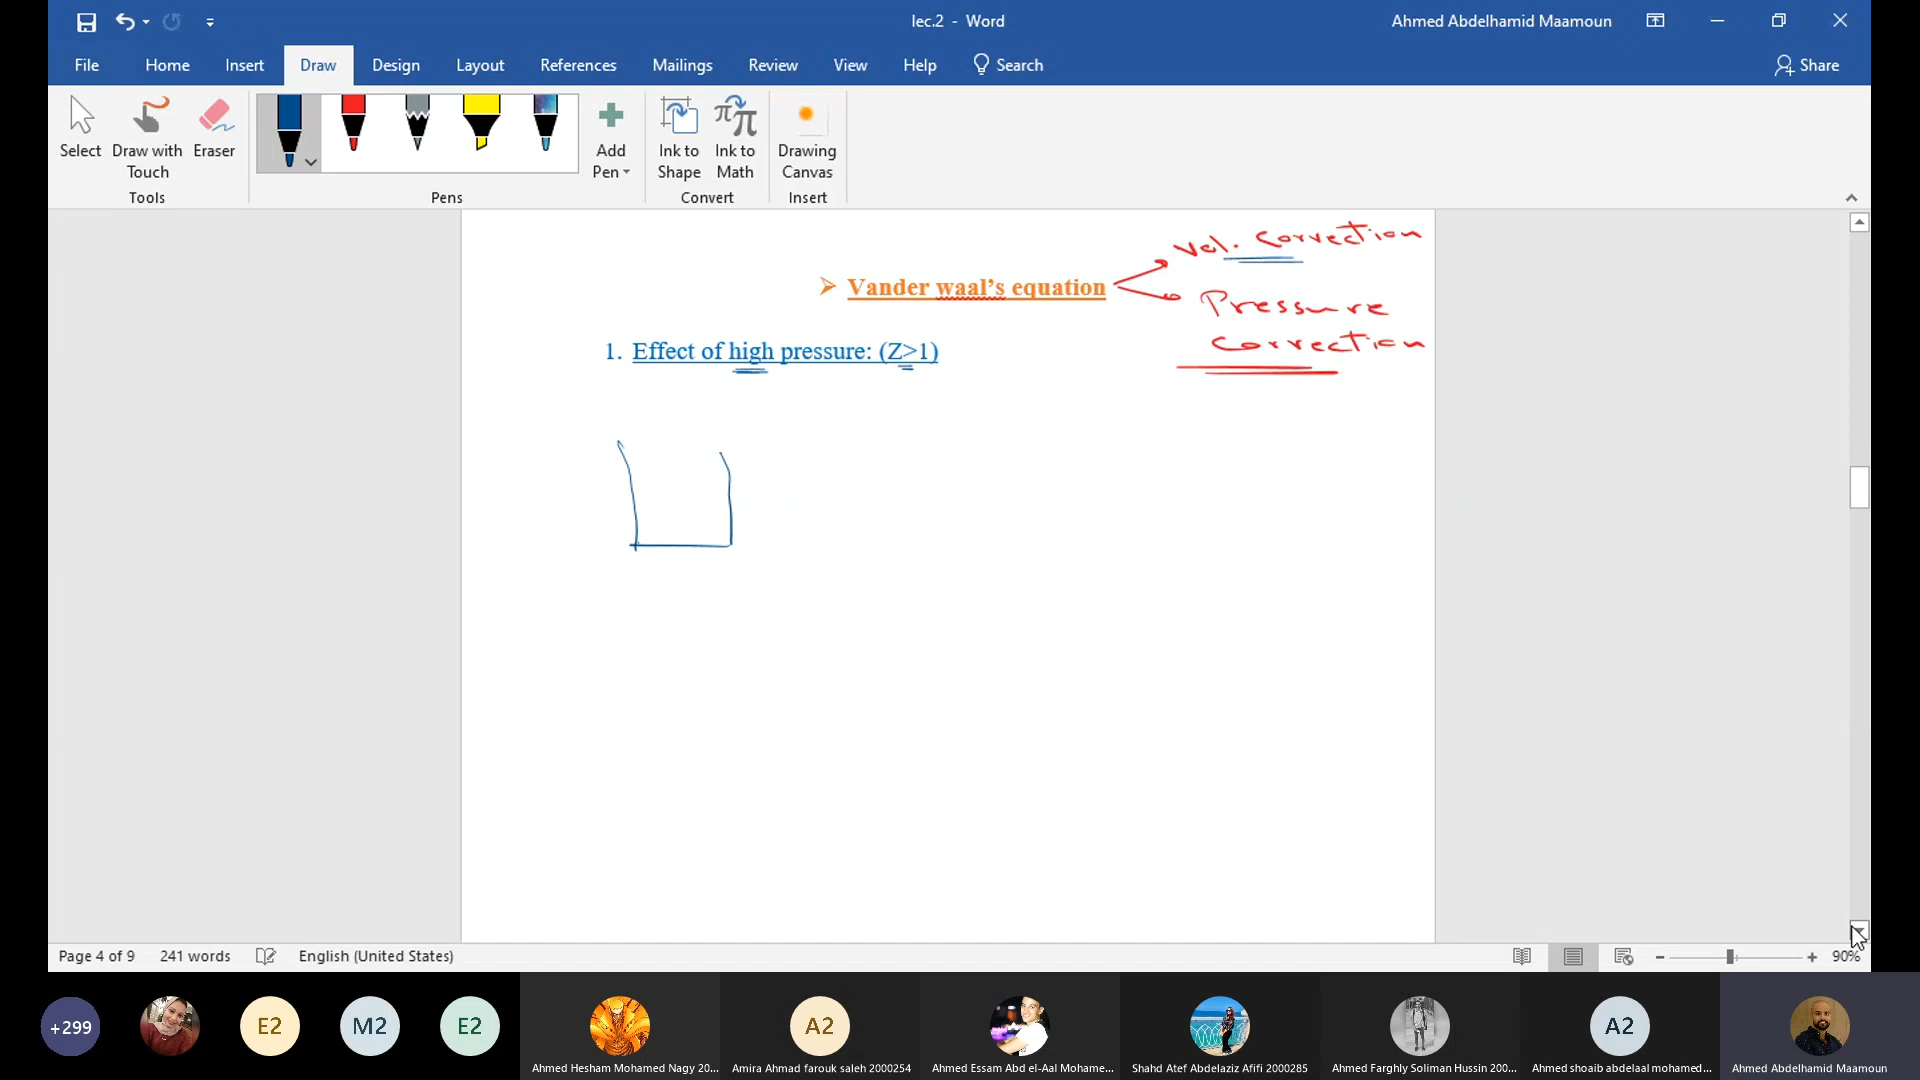 lec.2 - Word
Ahmed Abdelhamid Maamoun
File Home Insert Draw Design Layout References Mailings Review View Help Search Share
Select
Draw with Touch
Eraser
Add Pen
Ink to Shape
Ink to Math
Drawing Canvas
Tools Pens Convert Insert
Vol. Correction
➢ Vander waal's equation
Pressure
correction
1. Effect of high pressure: (Z>1)
Page 4 of 9 241 words English (United States) 90%
+299 E2 M2 E2 A2 A2
Ahmed Hesham Mohamed Nagy 20... Amira Ahmad farouk saleh 2000254 Ahmed Essam Abd el-Aal Mohame... Shahd Atef Abdelaziz Afifi 2000285 Ahmed Farghly Soliman Hussin 200... Ahmed shoaib abdelaal mohamed... Ahmed Abdelhamid Maamoun